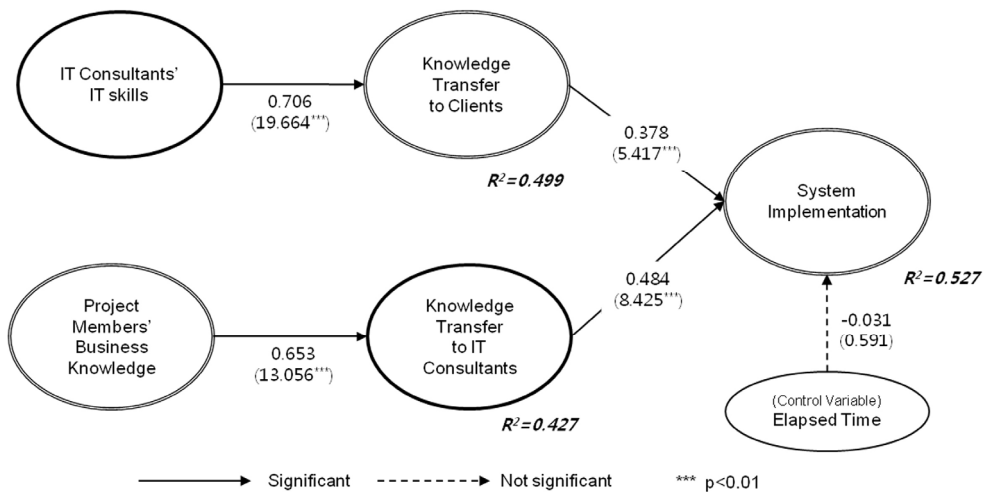 IT Consultants'
IT skills
0.706
(19.664***)
Knowledge
Transfer
to Clients
R²=0.499
0.378
(5.417***)
System
Implementation
R²=0.527
Project
Members'
Business
Knowledge
0.653
(13.056***)
Knowledge
Transfer
to IT
Consultants
R²=0.427
0.484
(8.425***)
-0.031
(0.591)
(Control Variable)
Elapsed Time
Significant
Not significant
*** p<0.01